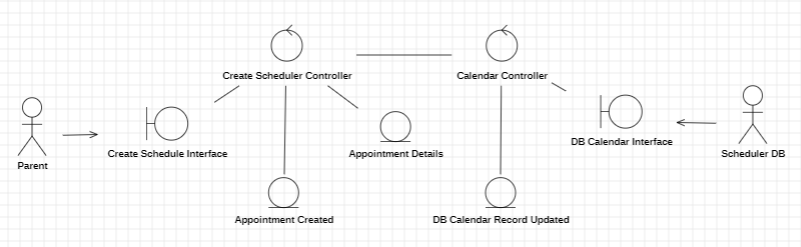 Create Scheduler Controller
Calendar Controller
Parent
Create Schedule Interface
Appointment Details
DB Calendar Interface
Scheduler DB
Appointment Created
DB Calendar Record Updated